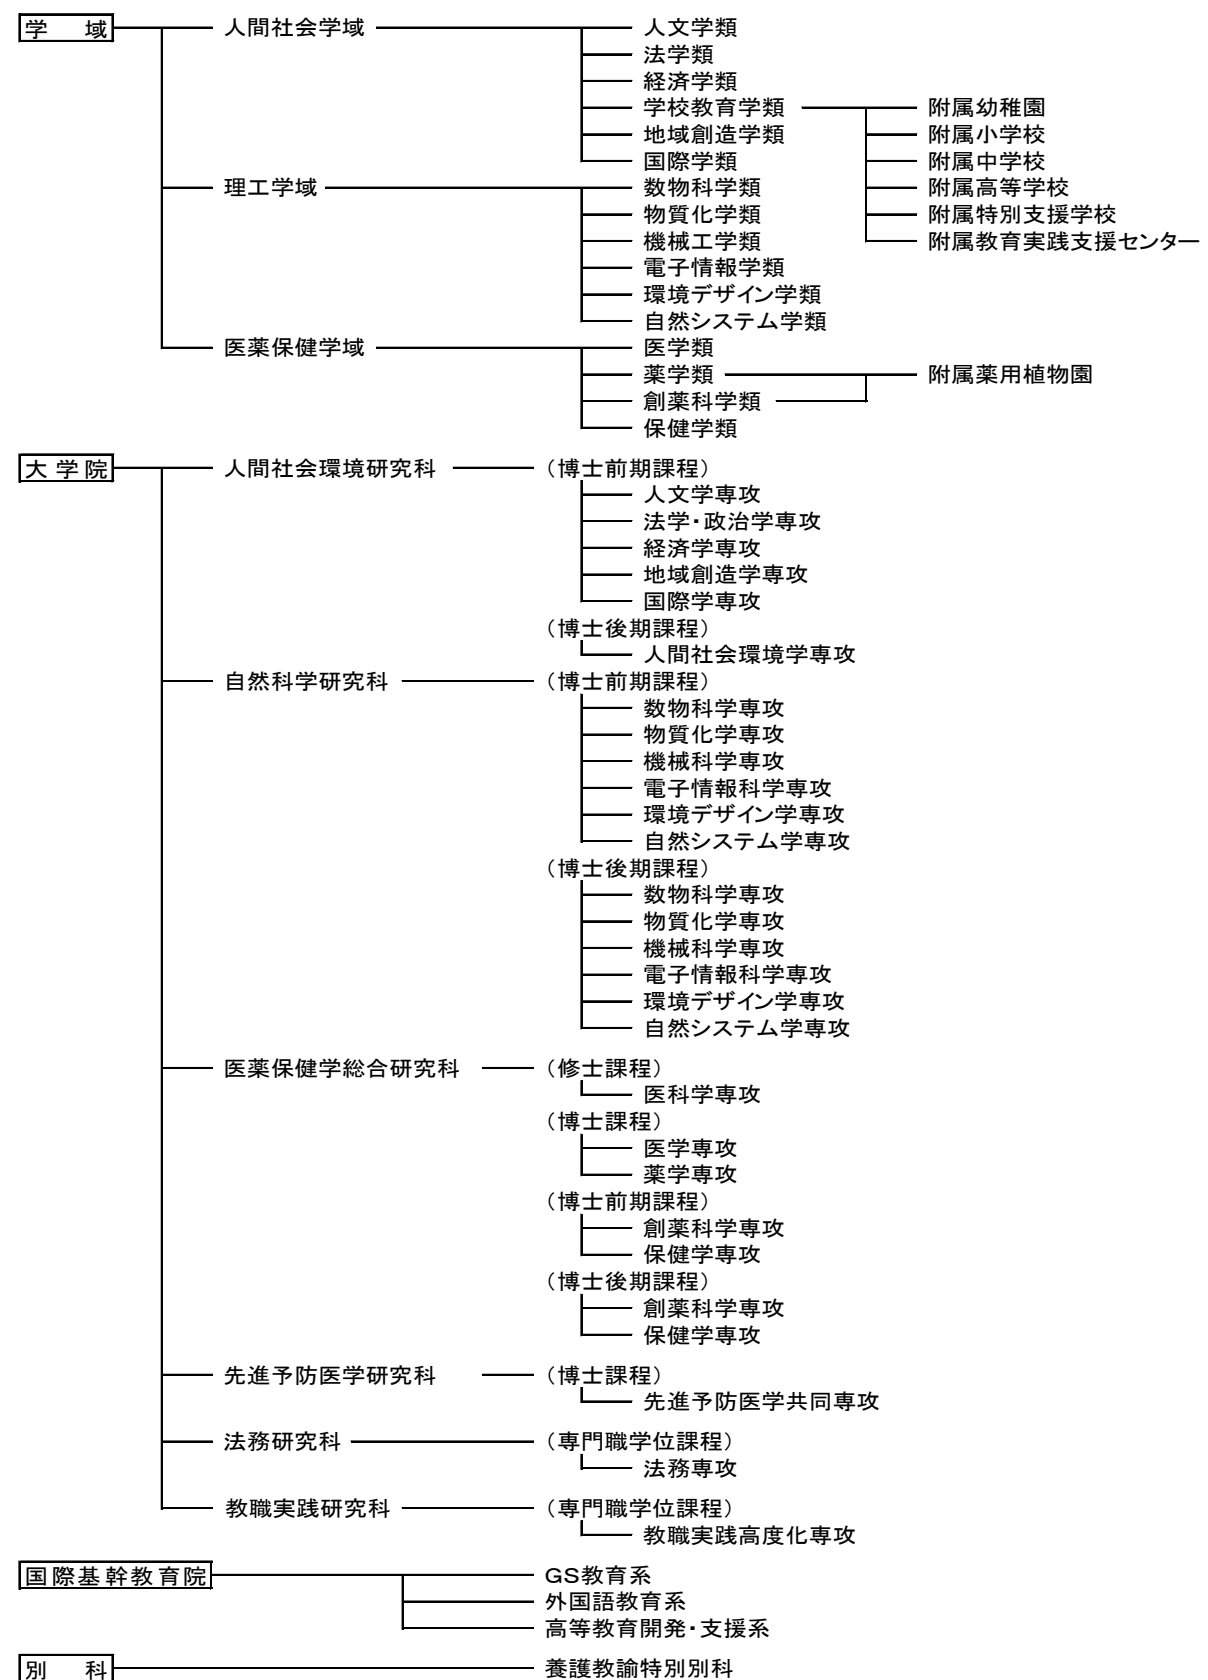 学　域　人間社会学域　人文学類
法学類
経済学類
学校教育学類　附属幼稚園
地域創造学類　附属小学校
国際学類　附属中学校
理工学域　数物科学類　附属高等学校
物質化学類　附属特別支援学校
機械工学類　附属教育実践支援センター
電子情報学類
環境デザイン学類
自然システム学類
医薬保健学域　医学類
薬学類　附属薬用植物園
創薬科学類
保健学類
大学院　人間社会環境研究科　（博士前期課程）
人文学専攻
法学・政治学専攻
経済学専攻
地域創造学専攻
国際学専攻
（博士後期課程）
人間社会環境学専攻
自然科学研究科　（博士前期課程）
数物科学専攻
物質化学専攻
機械科学専攻
電子情報科学専攻
環境デザイン学専攻
自然システム学専攻
（博士後期課程）
数物科学専攻
物質化学専攻
機械科学専攻
電子情報科学専攻
環境デザイン学専攻
自然システム学専攻
医薬保健学総合研究科　（修士課程）
医科学専攻
（博士課程）
医学専攻
薬学専攻
（博士前期課程）
創薬科学専攻
保健学専攻
（博士後期課程）
創薬科学専攻
保健学専攻
先進予防医学研究科　（博士課程）
先進予防医学共同専攻
法務研究科　（専門職学位課程）
法務専攻
教職実践研究科　（専門職学位課程）
教職実践高度化専攻
国際基幹教育院　GS教育系
外国語教育系
高等教育開発・支援系
別　科　養護教諭特別別科